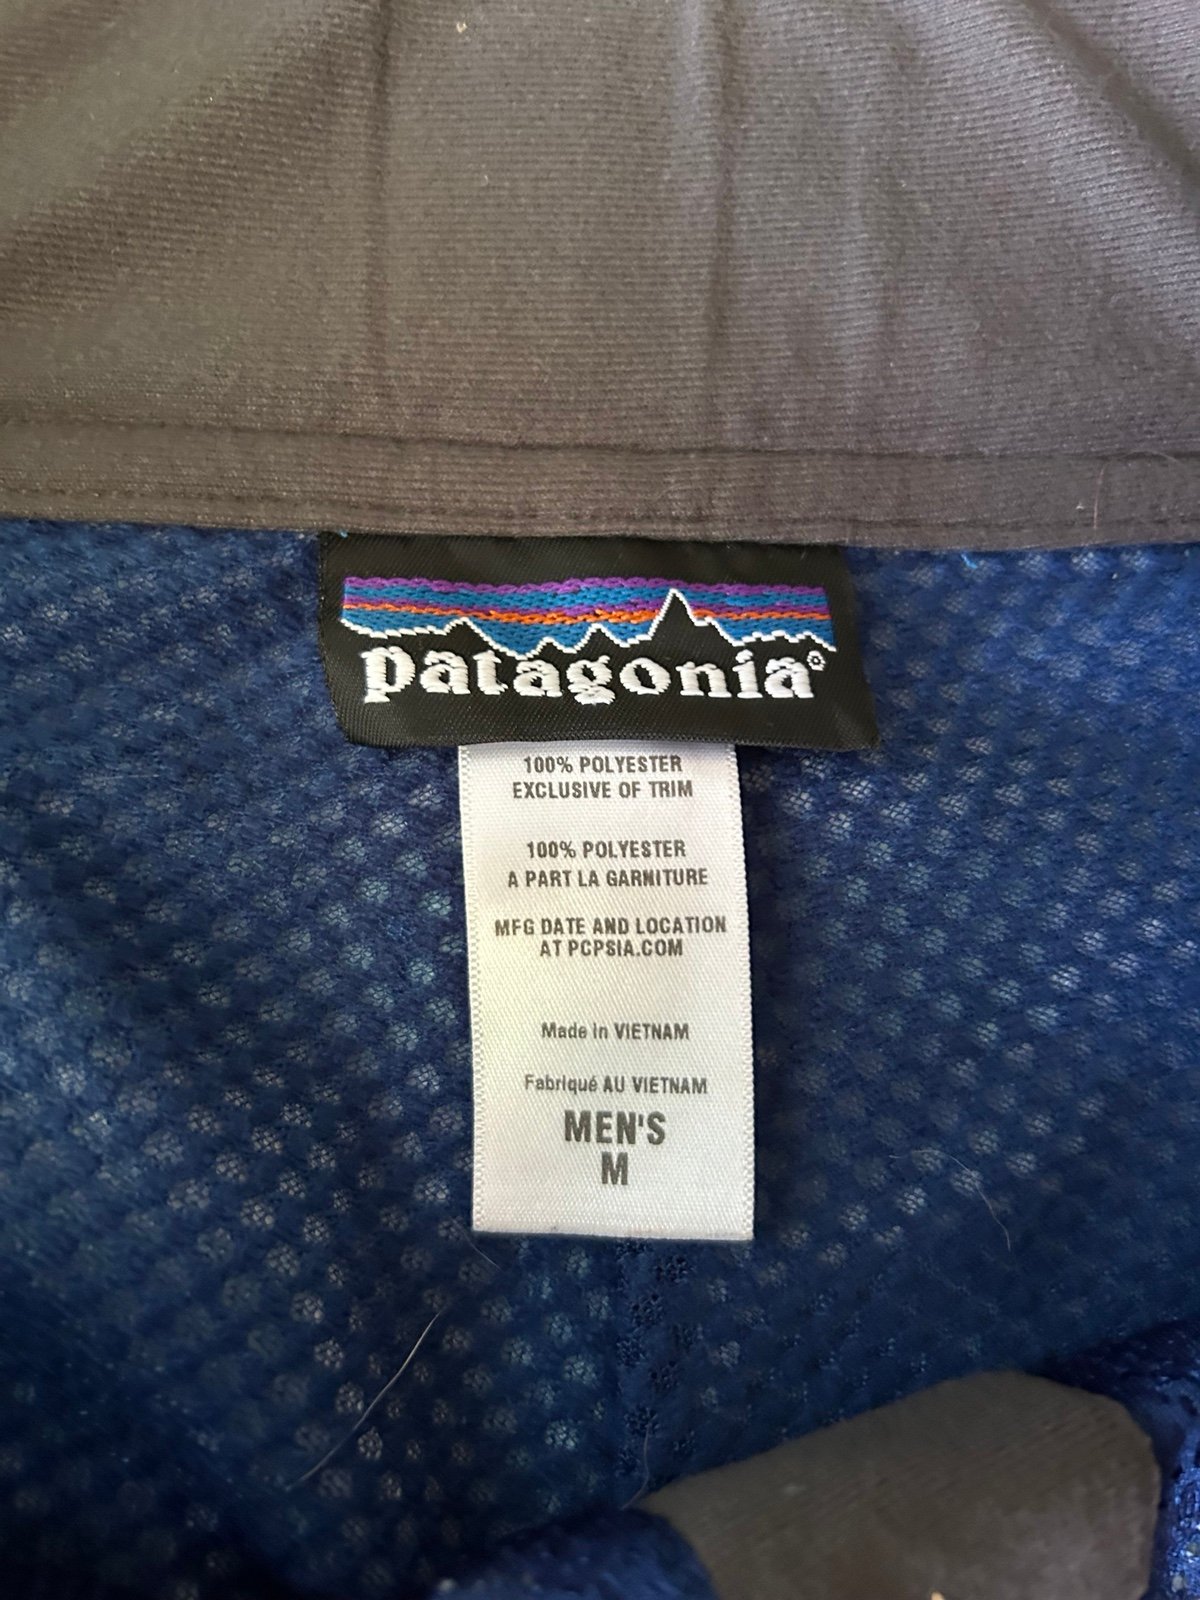 patagonia®
100% POLYESTER
EXCLUSIVE OF TRIM
100% POLYESTER
A PART LA GARNITURE
MFG DATE AND LOCATION
AT PCPSIA.COM
Made in VIETNAM
Fabriqué AU VIETNAM
MEN'S
M